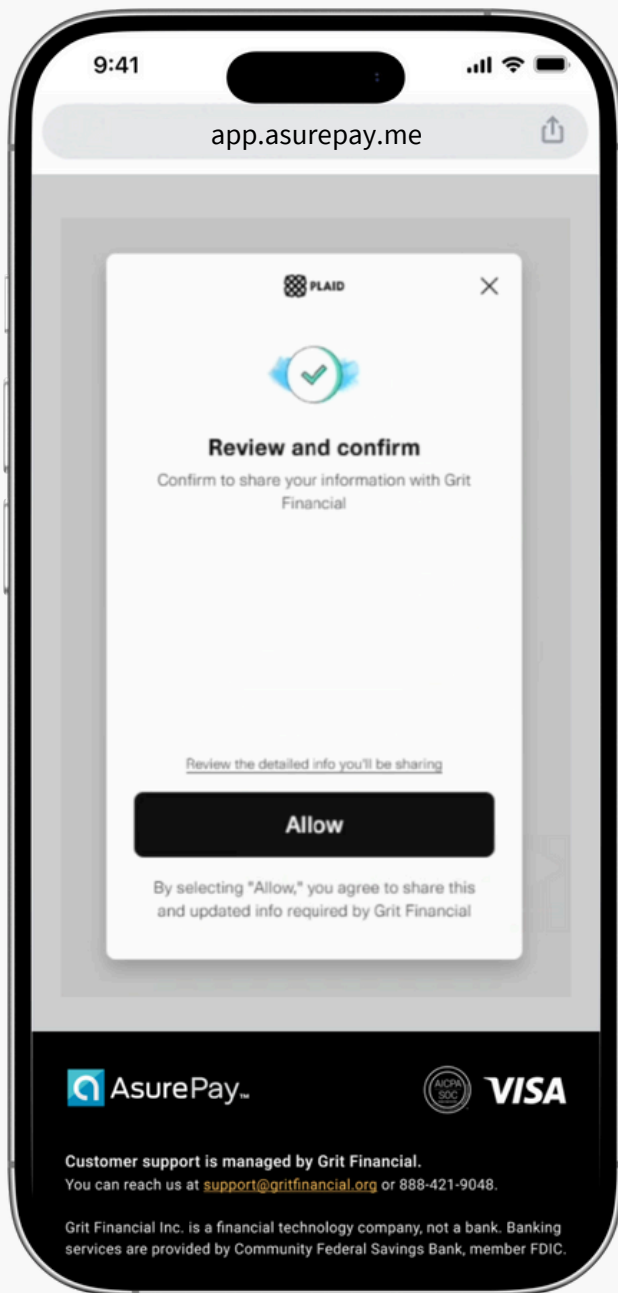 9:41
app.asurepay.me
PLAID
Review and confirm
Confirm to share your information with Grit
Financial
Review the detailed info you'll be sharing
Allow
By selecting "Allow," you agree to share this
and updated info required by Grit Financial
AsurePay™
AICPA
SOC
VISA
Customer support is managed by Grit Financial.
You can reach us at support@gritfinancial.org or 888-421-9048.
Grit Financial Inc. is a financial technology company, not a bank. Banking
services are provided by Community Federal Savings Bank, member FDIC.